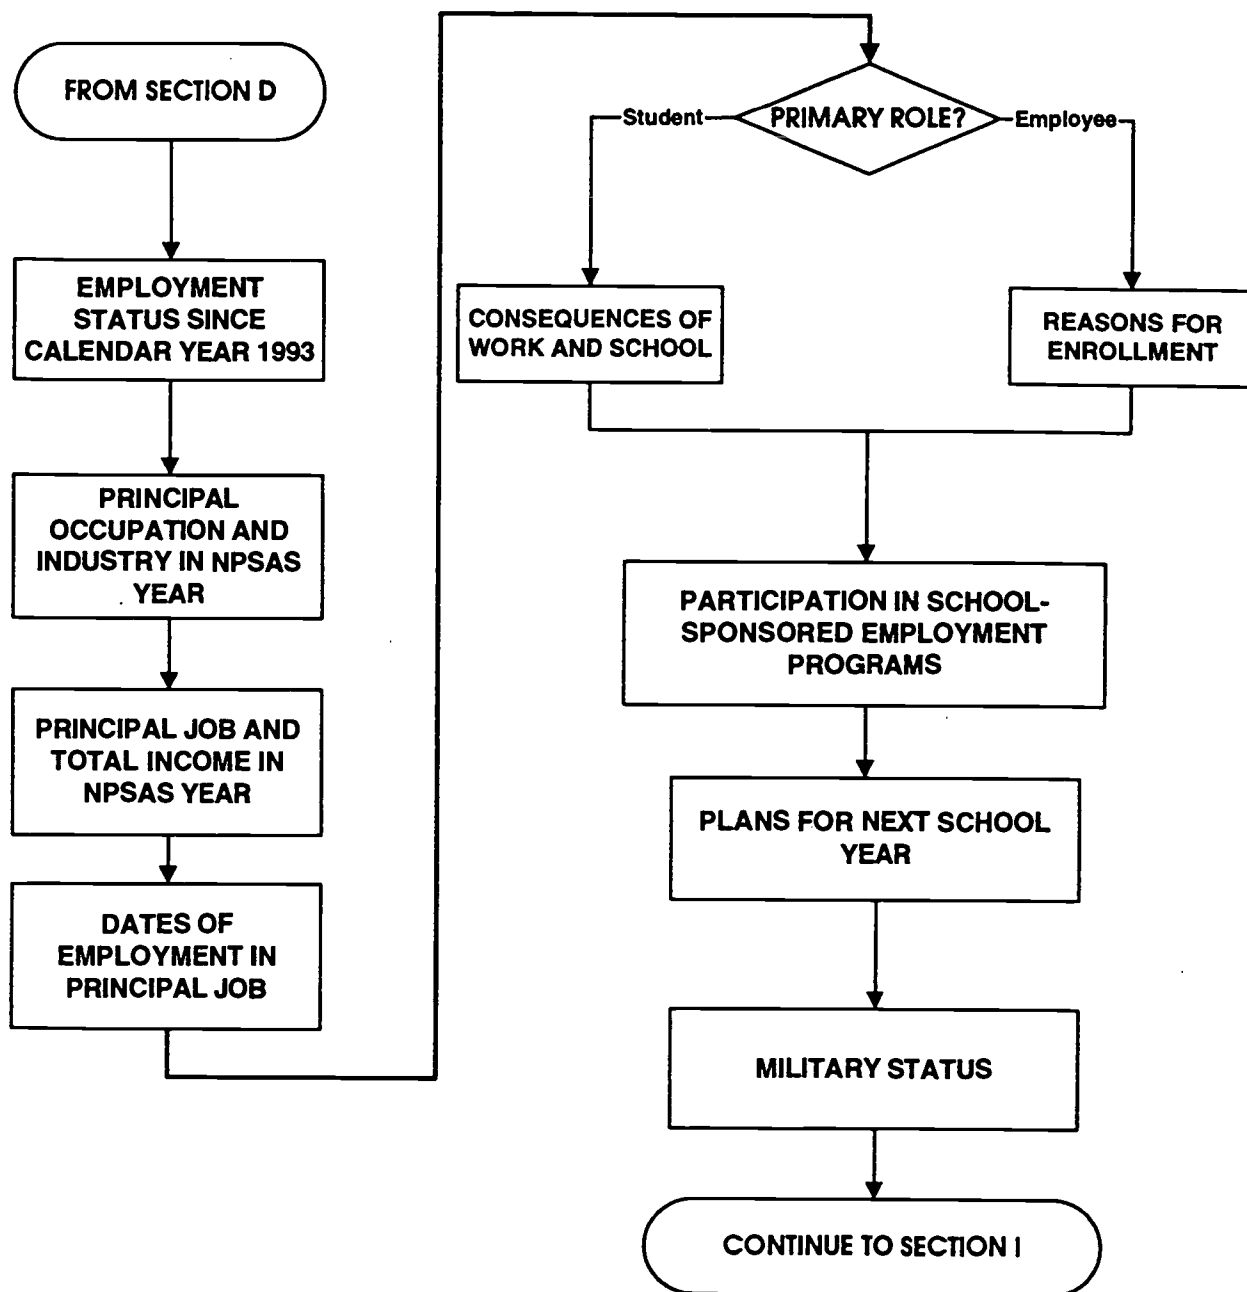 FROM SECTION D
EMPLOYMENT
STATUS SINCE
CALENDAR YEAR 1993
PRINCIPAL
OCCUPATION AND
INDUSTRY IN NPSAS
YEAR
PRINCIPAL JOB AND
TOTAL INCOME IN
NPSAS YEAR
DATES OF
EMPLOYMENT IN
PRINCIPAL JOB
PRIMARY ROLE?
Student
Employee
CONSEQUENCES OF
WORK AND SCHOOL
REASONS FOR
ENROLLMENT
PARTICIPATION IN SCHOOL-
SPONSORED EMPLOYMENT
PROGRAMS
PLANS FOR NEXT SCHOOL
YEAR
MILITARY STATUS
CONTINUE TO SECTION I